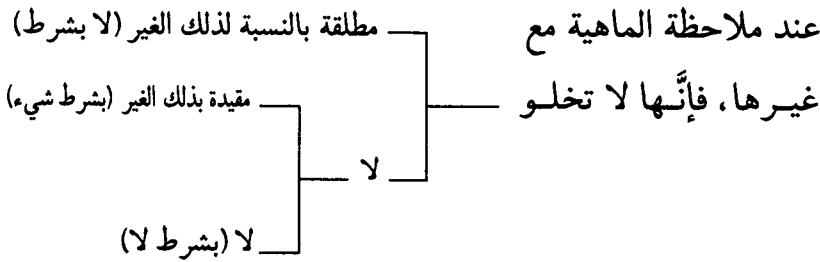 عند ملاحظة الماهية مع
غيرها، فإنَّها لا تخلو
مطلقة بالنسبة لذلك الغير (لا بشرط)
لا
مقيدة بذلك الغير (بشرط شيء)
لا (بشرط لا)